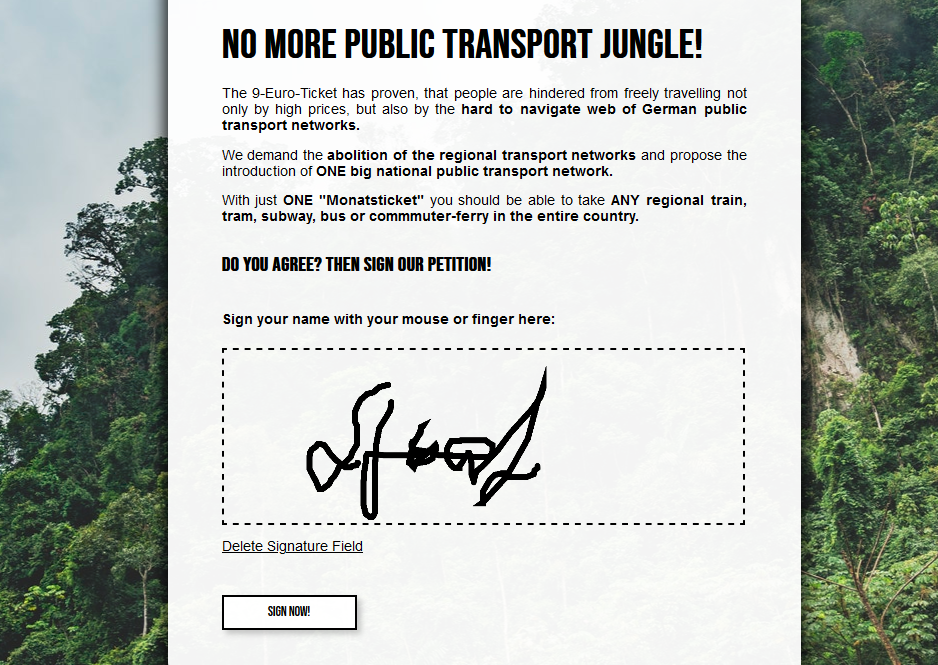 NO MORE PUBLIC TRANSPORT JUNGLE!
The 9-Euro-Ticket has proven, that people are hindered from freely travelling not
only by high prices, but also by the hard to navigate web of German public
transport networks.
We demand the abolition of the regional transport networks and propose the
introduction of ONE big national public transport network.
With just ONE "Monatsticket" you should be able to take ANY regional train,
tram, subway, bus or commmuter-ferry in the entire country.
DO YOU AGREE? THEN SIGN OUR PETITION!
Sign your name with your mouse or finger here:
Delete Signature Field
SIGN NOW!